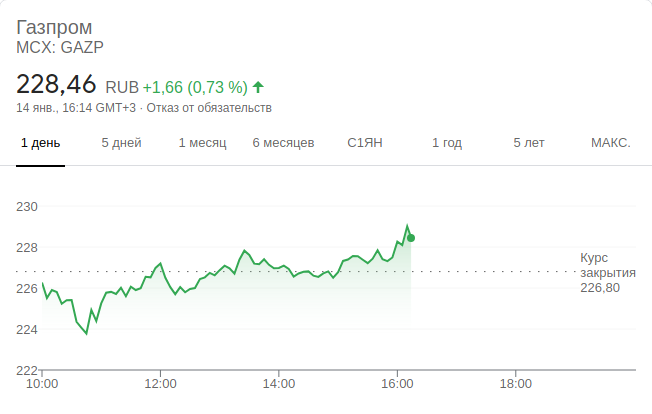 Газпром
MCX: GAZP
228,46 RUB +1,66 (0,73 %)
14 янв., 16:14 GMT+3 · Отказ от обязательств
1 день 5 дней 1 месяц 6 месяцев С1ЯН 1 год 5 лет МАКС.
230
228
Курс
закрытия
226,80
226
224
222
10:00 12:00 14:00 16:00 18:00